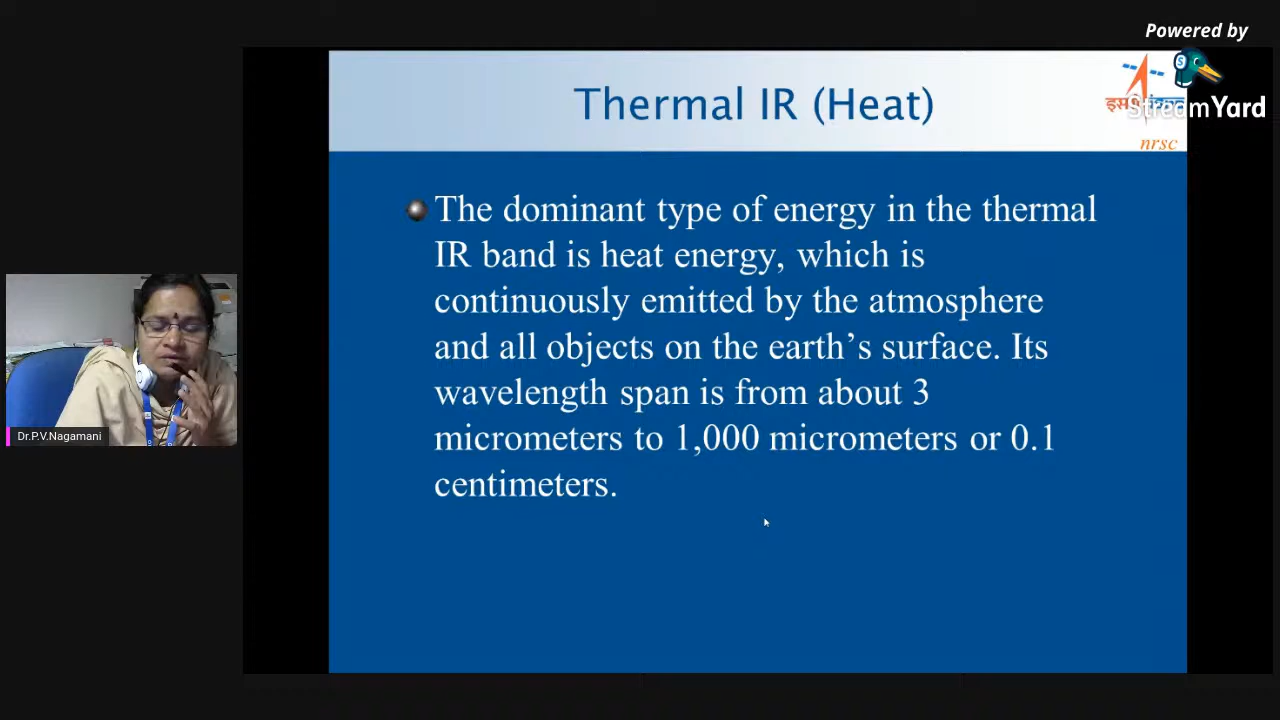 Powered by
StreamYard
Thermal IR (Heat)
nrsc
The dominant type of energy in the thermal
IR band is heat energy, which is
continuously emitted by the atmosphere
and all objects on the earth’s surface. Its
wavelength span is from about 3
micrometers to 1,000 micrometers or 0.1
centimeters.
Dr.P.V.Nagamani